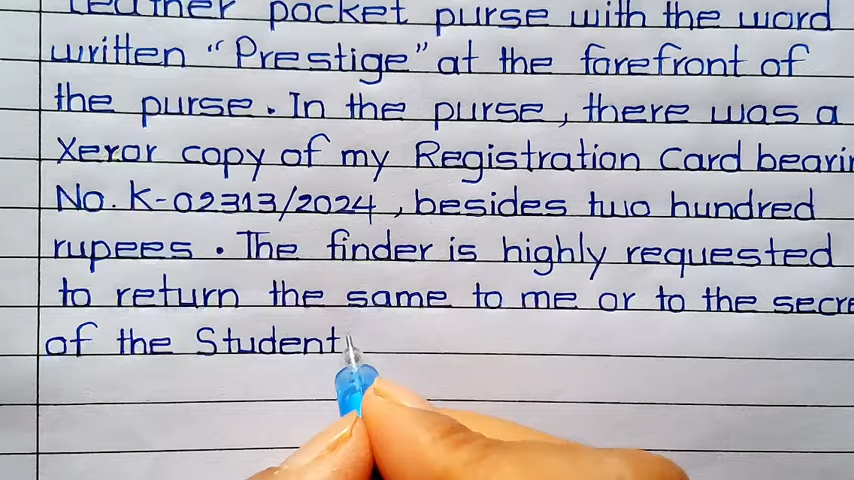 Leather pocket purse with the word
written "Prestige" at the forefront of
the purse. In the purse, there was a
Xerox copy of my Registration Card bearin
No. K-02313/2024, besides two hundred
rupees. The finder is highly requested
to return the same to me or to the secre
of the Student